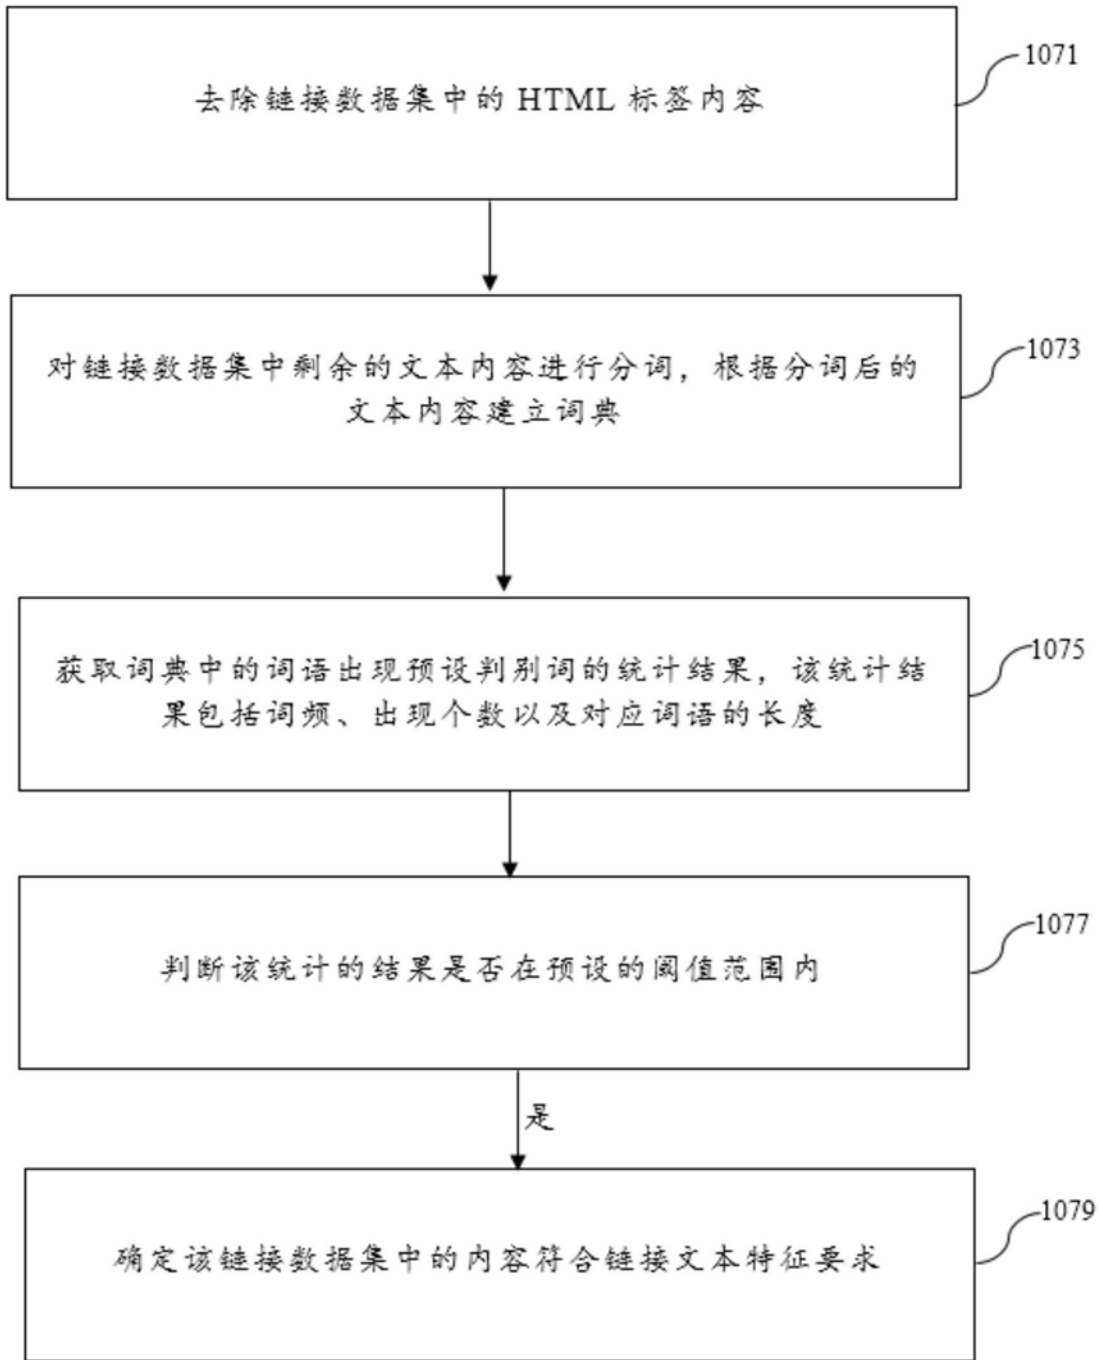 去除链接数据集中的 HTML 标签内容
1071
对链接数据集中剩余的文本内容进行分词，根据分词后的
文本内容建立词典
1073
获取词典中的词语出现预设判别词的统计结果，该统计结
果包括词频、出现个数以及对应词语的长度
1075
判断该统计的结果是否在预设的阈值范围内
1077
是
确定该链接数据集中的内容符合链接文本特征要求
1079